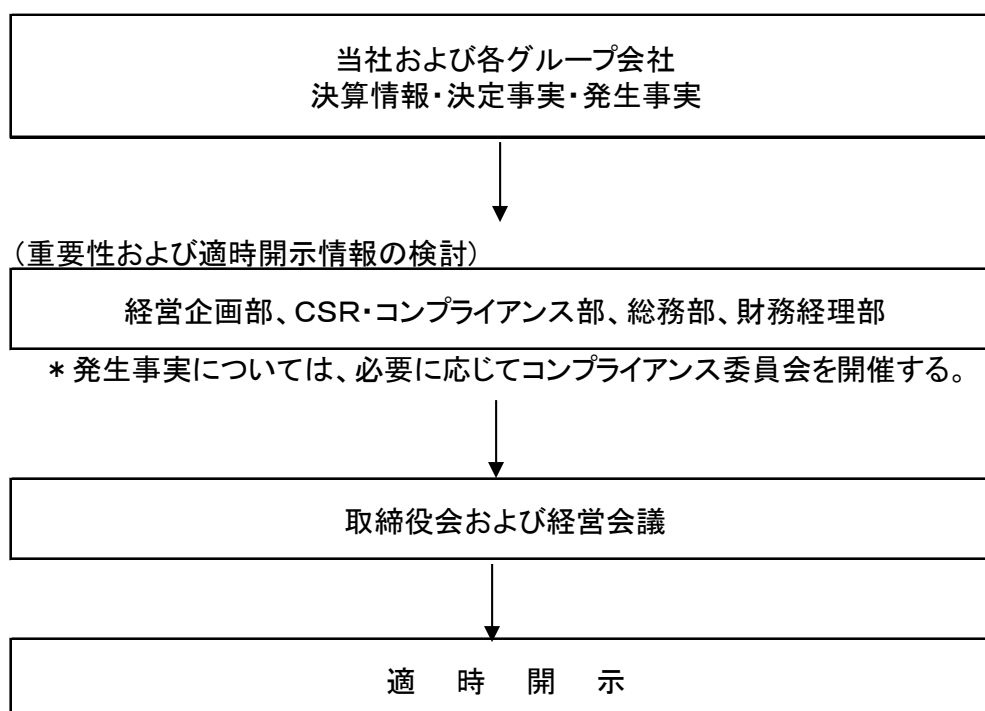 当社および各グループ会社
決算情報・決定事実・発生事実
（重要性および適時開示情報の検討）
経営企画部、ＣＳＲ・コンプライアンス部、総務部、財務経理部
＊発生事実については、必要に応じてコンプライアンス委員会を開催する。
取締役会および経営会議
適　時　開　示